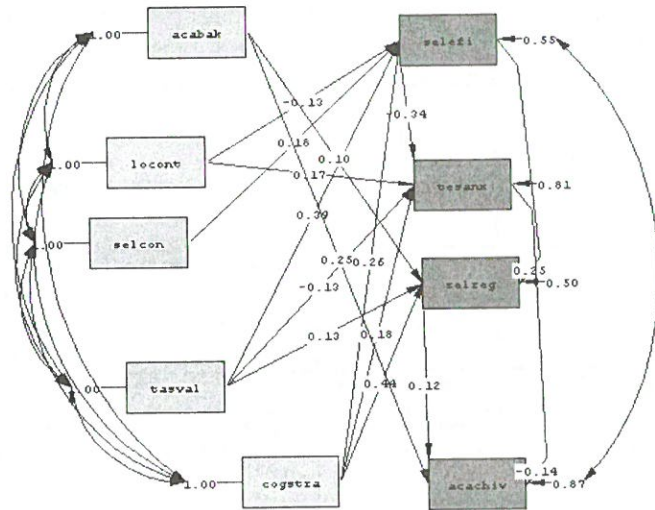 1.00 acabak selefi 0.55
-0.13
-0.34
0.18 0.10
1.00 locont
0.17
tesanx 0.81
0.39
1.00 selcon
0.25 0.26
selreg 0.25 0.50
-0.13
0.13
0.18
0.44 0.12
1.00 tasval
1.00 cogstra
acachiv -0.14 0.87